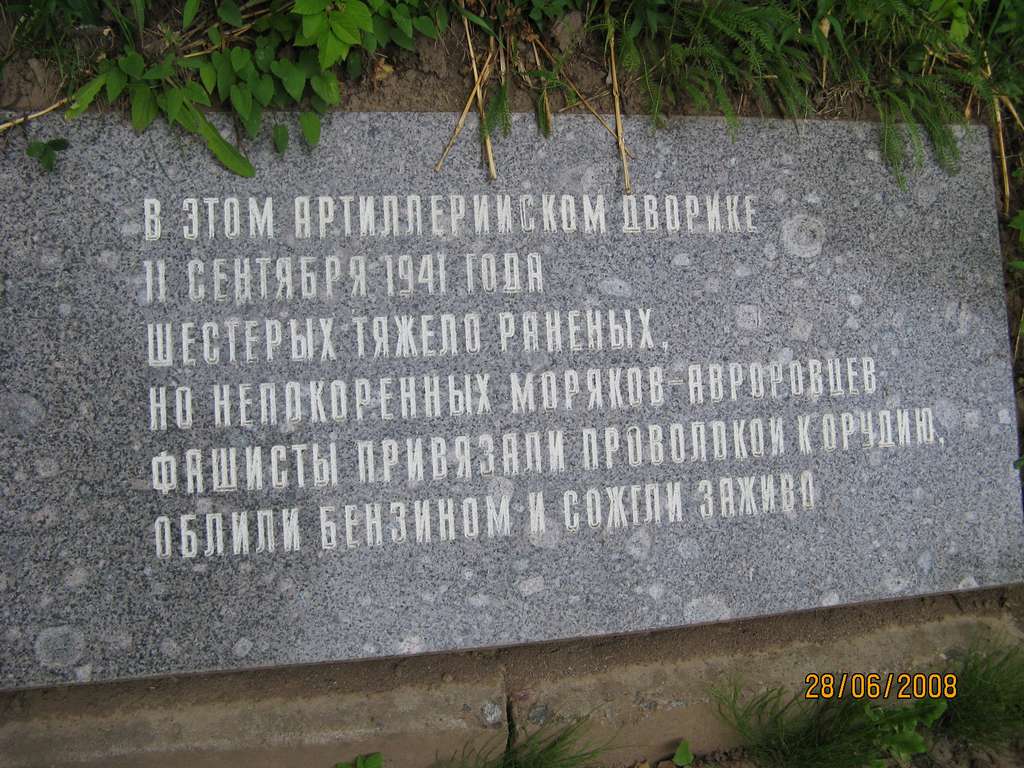 В ЭТОМ АРТИЛЛЕРИЙСКОМ ДВОРИКЕ
11 СЕНТЯБРЯ 1941 ГОДА
ШЕСТЕРЫХ ТЯЖЕЛО РАНЕНЫХ,
НО НЕПОКОРЕННЫХ МОРЯКОВ-АВРОРОВЦЕВ
ФАШИСТЫ ПРИВЯЗАЛИ ПРОВОЛОКОЙ К ОРУДИЮ,
ОБЛИЛИ БЕНЗИНОМ И СОЖГЛИ ЗАЖИВО
28/06/2008